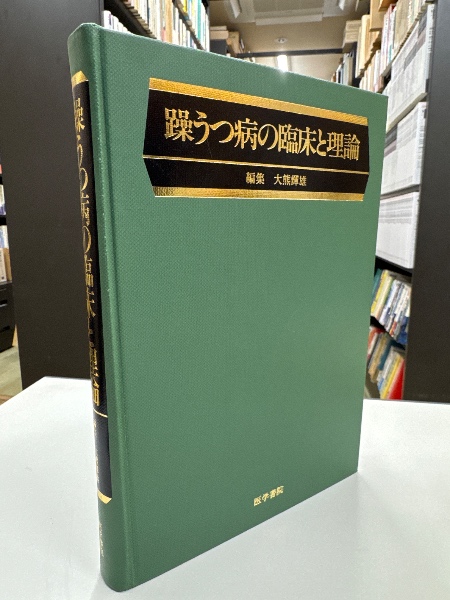 躁うつ病の臨床と理論
編集 大熊輝雄
医学書院
躁うつ病の臨床と理論